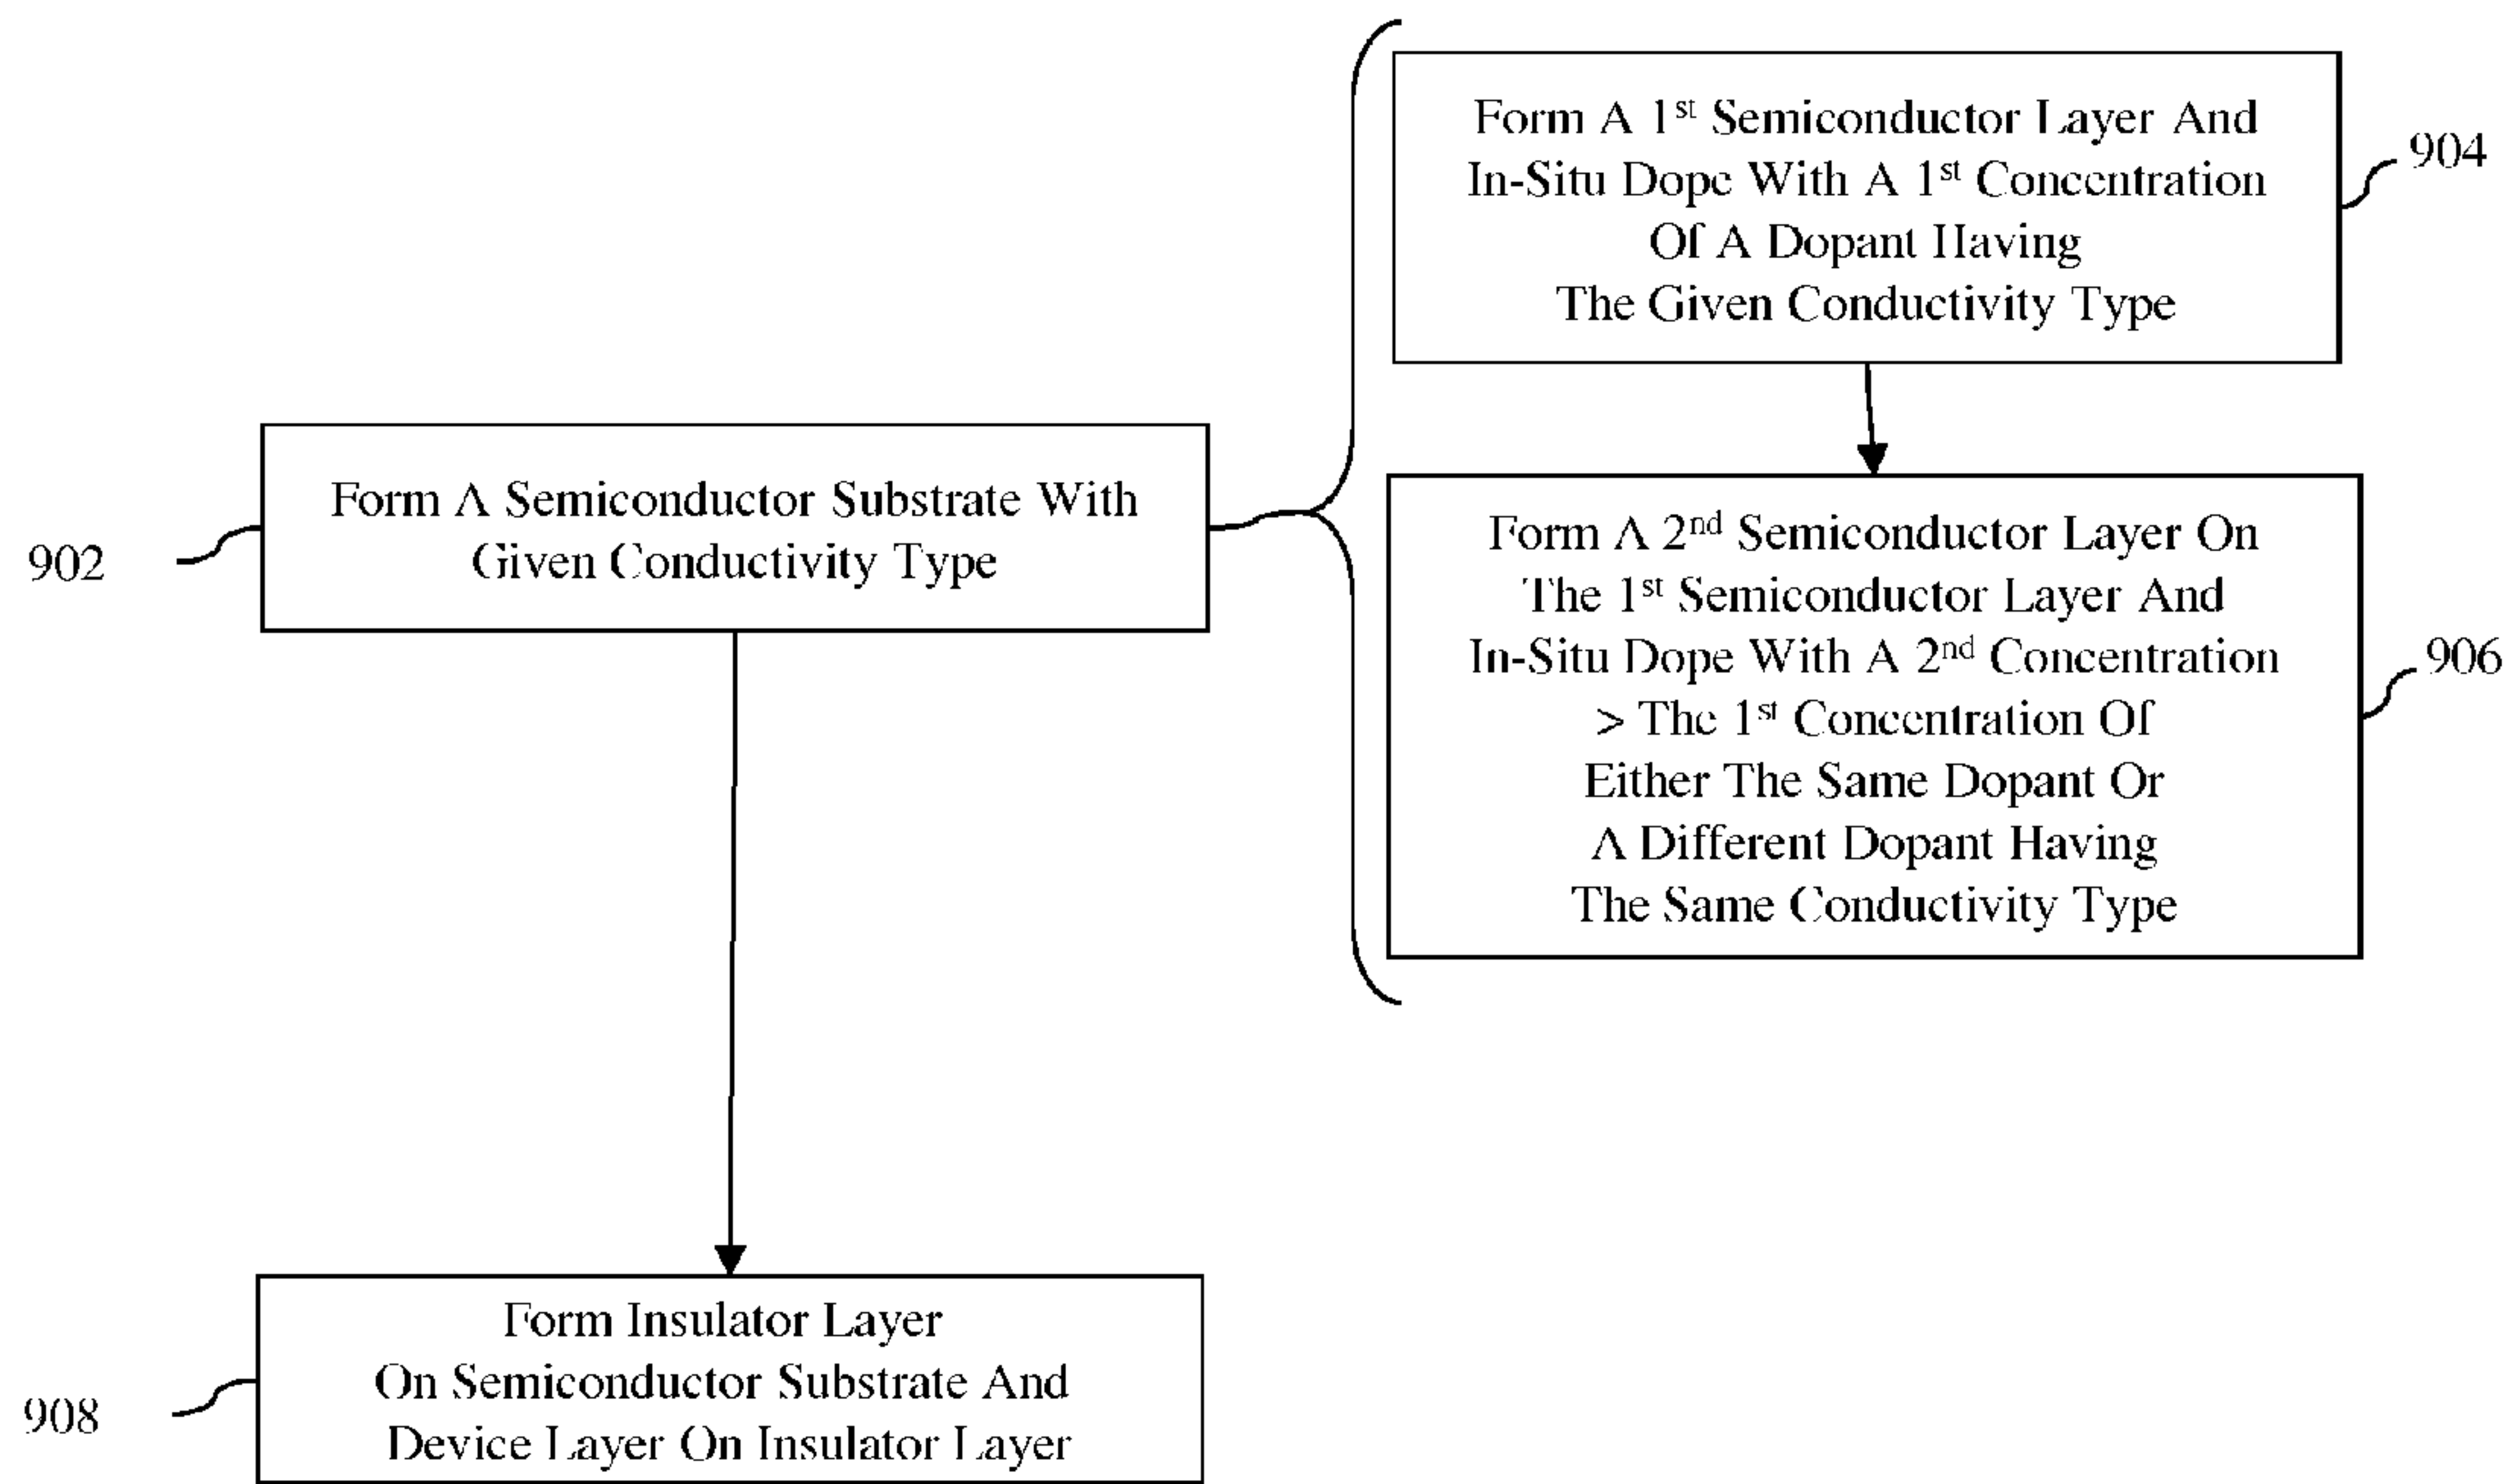 Form A 1st Semiconductor Layer And
In-Situ Dope With A 1st Concentration
Of A Dopant Having
The Given Conductivity Type
904
Form A Semiconductor Substrate With
Given Conductivity Type
902
Form A 2nd Semiconductor Layer On
The 1st Semiconductor Layer And
In-Situ Dope With A 2nd Concentration
> The 1st Concentration Of
Either The Same Dopant Or
A Different Dopant Having
The Same Conductivity Type
906
Form Insulator Layer
On Semiconductor Substrate And
Device Layer On Insulator Layer
908